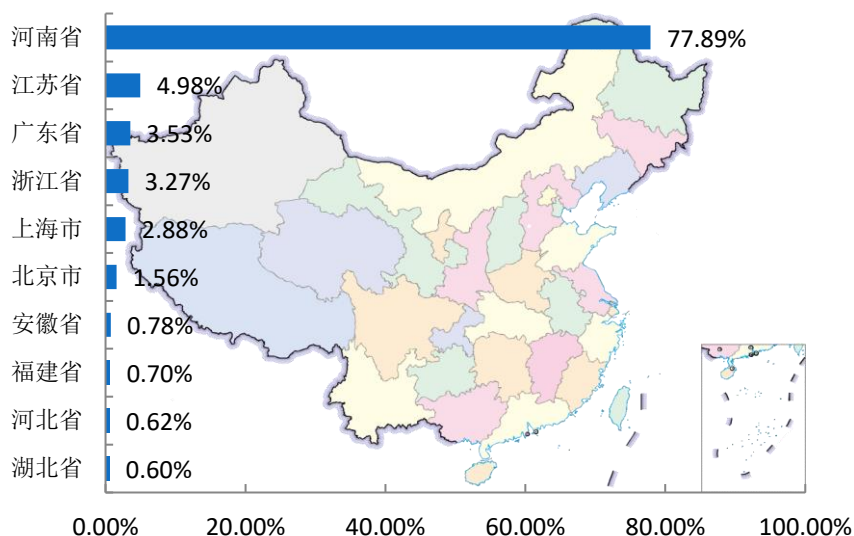 河南省 77.89%
江苏省 4.98%
广东省 3.53%
浙江省 3.27%
上海市 2.88%
北京市 1.56%
安徽省 0.78%
福建省 0.70%
河北省 0.62%
湖北省 0.60%
0.00% 20.00% 40.00% 60.00% 80.00% 100.00%